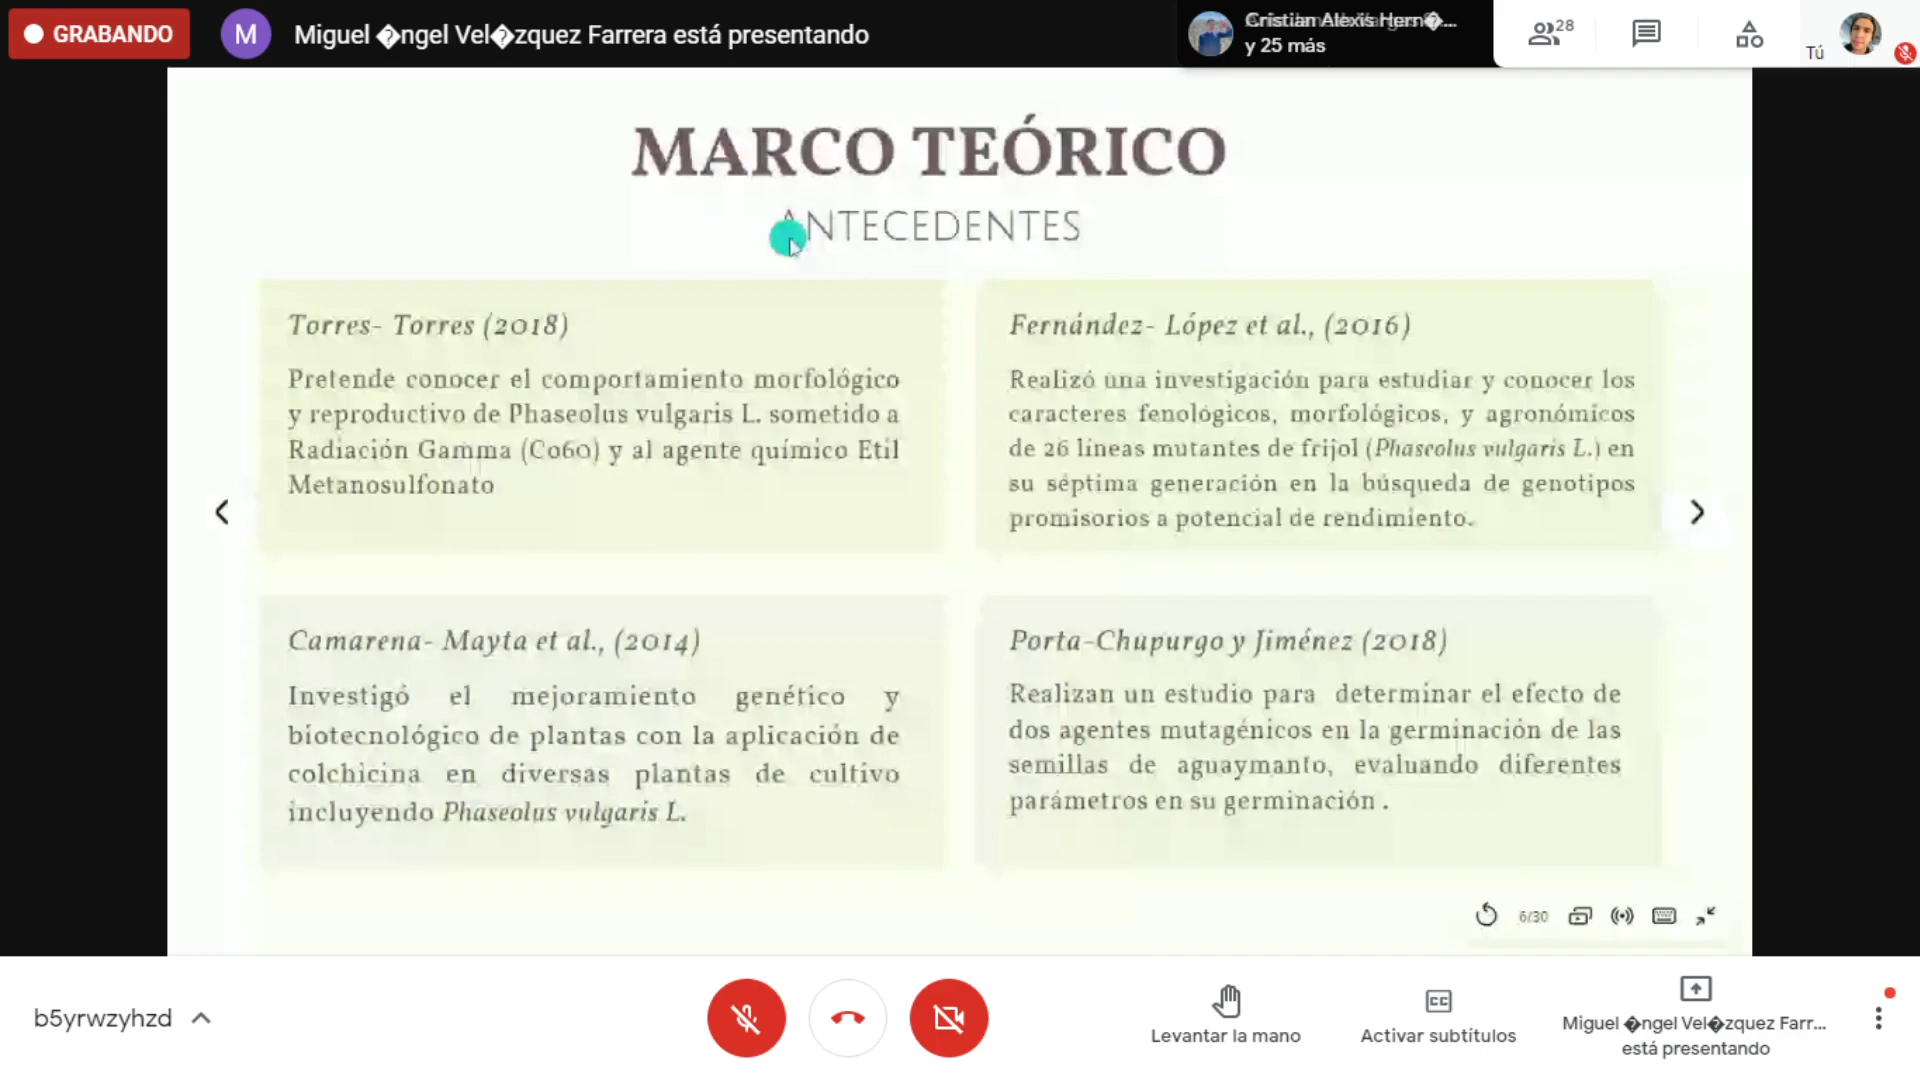 GRABANDO
M
Miguel �ngel Vel�zquez Farrera está presentando
Cristian Alexis Hern�...
y 25 más
28
Tú
MARCO TEÓRICO
ANTECEDENTES
Torres- Torres (2018)
Pretende conocer el comportamiento morfológico
y reproductivo de Phaseolus vulgaris L. sometido a
Radiación Gamma (Co60) y al agente químico Etil
Metanosulfonato
Fernández- López et al., (2016)
Realizó una investigación para estudiar y conocer los
caracteres fenológicos, morfológicos, y agronómicos
de 26 líneas mutantes de frijol (Phaseolus vulgaris L.) en
su séptima generación en la búsqueda de genotipos
promisorios a potencial de rendimiento.
Camarena- Mayta et al., (2014)
Investigó el mejoramiento genético y
biotecnológico de plantas con la aplicación de
colchicina en diversas plantas de cultivo
incluyendo Phaseolus vulgaris L.
Porta-Chupurgo y Jiménez (2018)
Realizan un estudio para determinar el efecto de
dos agentes mutagénicos en la germinación de las
semillas de aguaymanto, evaluando diferentes
parámetros en su germinación .
6/30
b5yrwzyhzd
Levantar la mano
CC
Activar subtítulos
Miguel �ngel Vel�zquez Farr...
está presentando